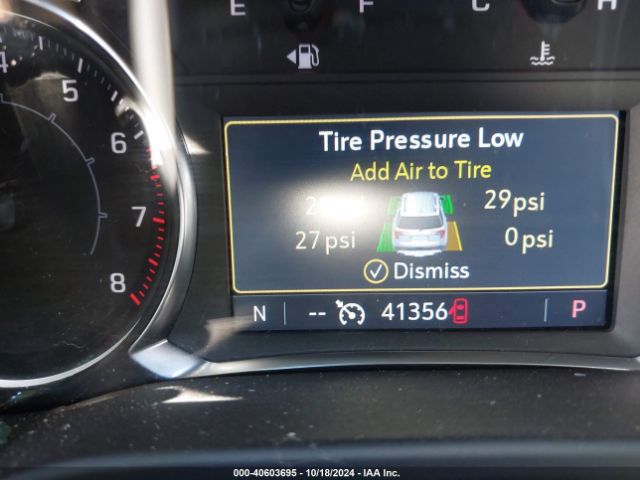 E F C H
4
5
6
7
8
Tire Pressure Low
Add Air to Tire
29psi
27psi 0psi
Dismiss
N -- 41356 P
000-40603695 - 10/18/2024 - IAA Inc.